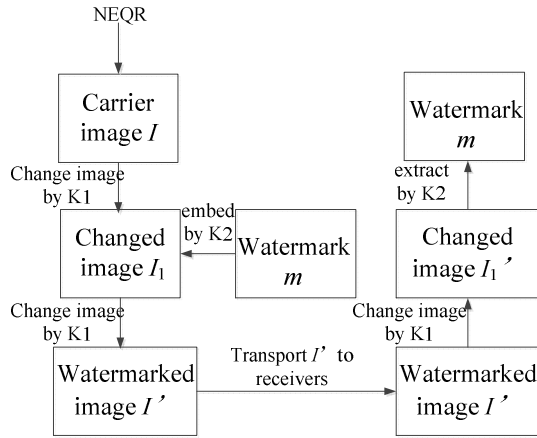 NEQR
Carrier
image I
Change image
by K1
Changed
image I₁
embed
by K2
Watermark
m
Change image
by K1
Watermarked
image I’
Transport I’ to
receivers
Watermarked
image I’
Change image
by K1
Changed
image I₁’
extract
by K2
Watermark
m